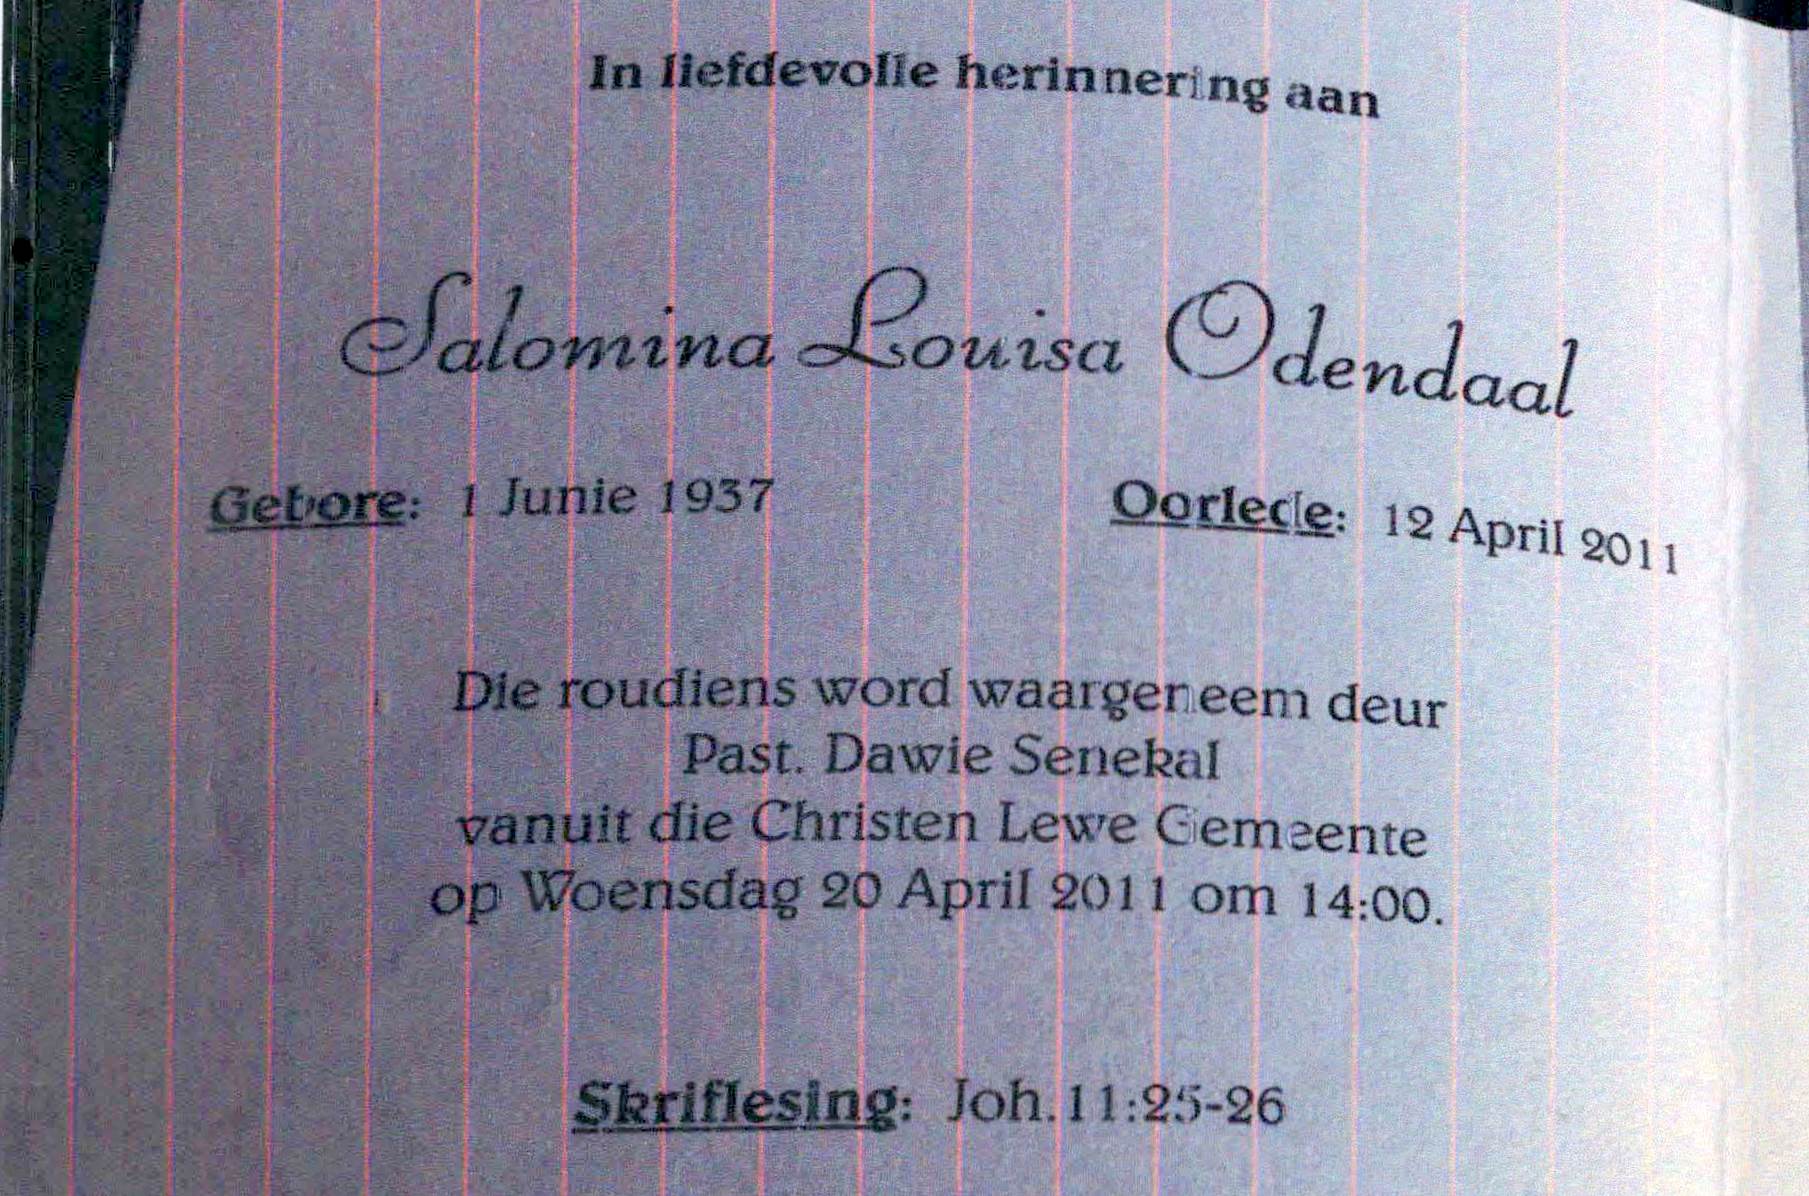 In liefdevolle herinnering aan
Salomina Louisa Odendaal
Gebore: 1 Junie 1937 Oorlede: 12 April 2011
Die roudiens word waargeneem deur
Past. Dawie Senekal
vanuit die Christen Lewe Gemeente
op Woensdag 20 April 2011 om 14:00.
Skriflesing: Joh.11:25-26